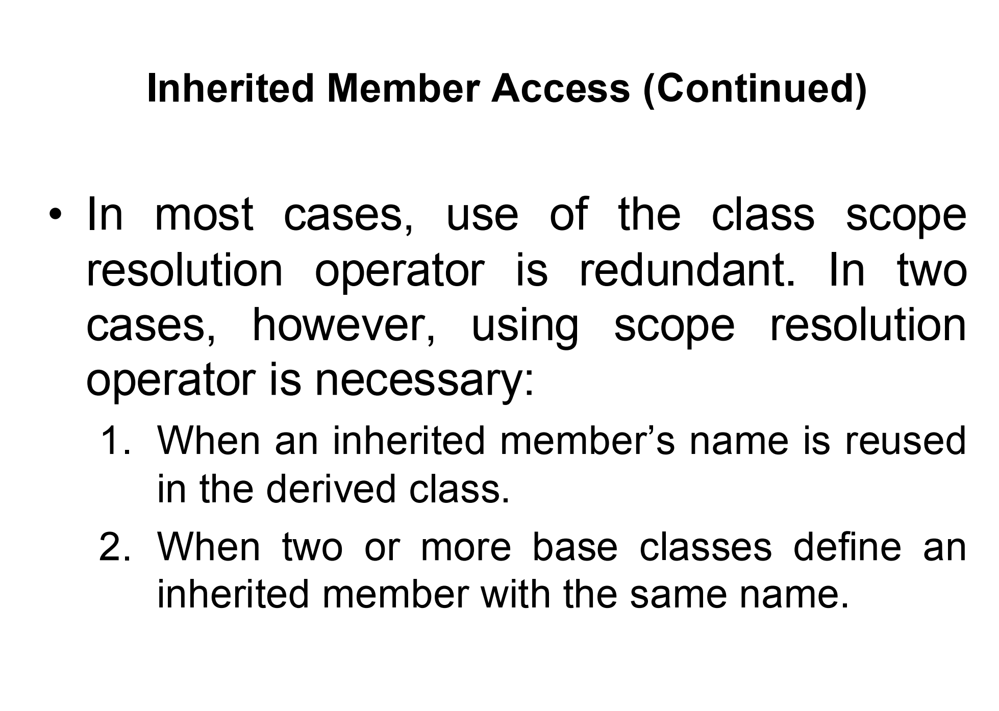 Inherited Member Access (Continued)
• In most cases, use of the class scope
resolution operator is redundant. In two
cases, however, using scope resolution
operator is necessary:
1. When an inherited member’s name is reused
in the derived class.
2. When two or more base classes define an
inherited member with the same name.